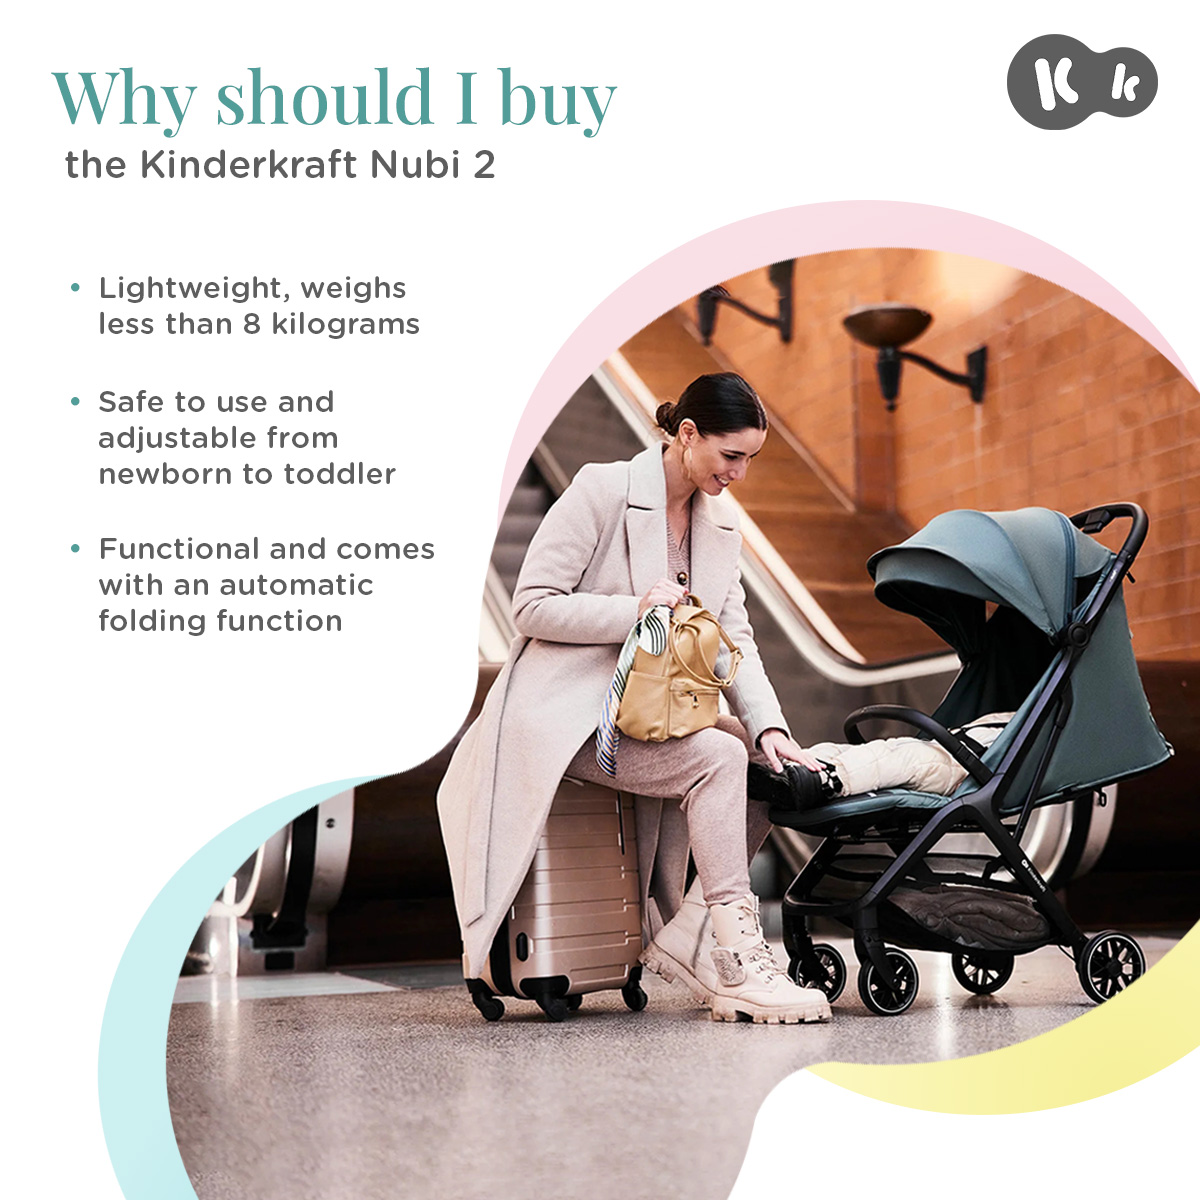 Why should I buy
the Kinderkraft Nubi 2
K k
• Lightweight, weighs
less than 8 kilograms
• Safe to use and
adjustable from
newborn to toddler
• Functional and comes
with an automatic
folding function